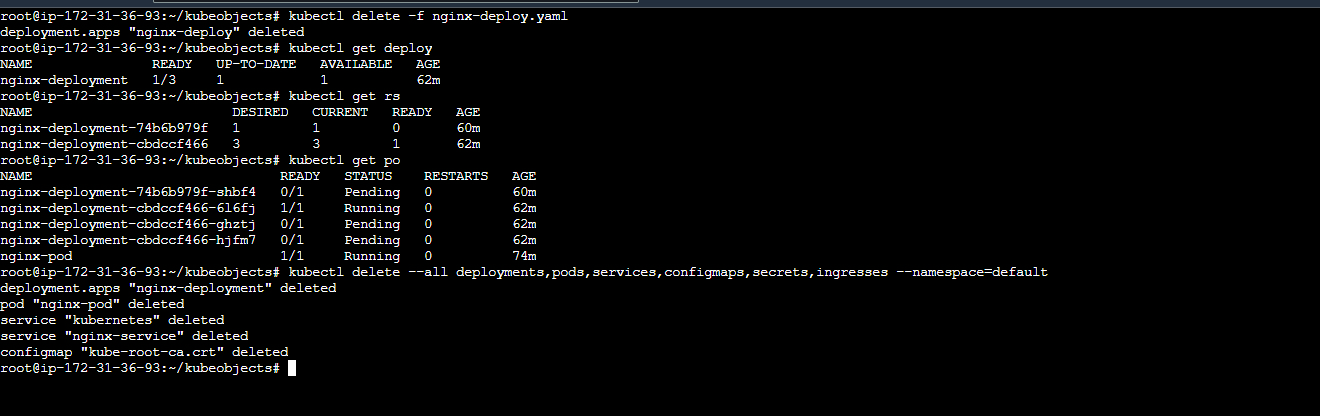 root@ip-172-31-36-93:~/kubeobjects# kubectl delete -f nginx-deploy.yaml
deployment.apps "nginx-deploy" deleted
root@ip-172-31-36-93:~/kubeobjects# kubectl get deploy
NAME               READY   UP-TO-DATE   AVAILABLE   AGE
nginx-deployment   1/3     1            1           62m
root@ip-172-31-36-93:~/kubeobjects# kubectl get rs
NAME                         DESIRED   CURRENT   READY   AGE
nginx-deployment-74b6b979f   1         1         0       60m
nginx-deployment-cbdccf466   3         3         1       62m
root@ip-172-31-36-93:~/kubeobjects# kubectl get po
NAME                               READY   STATUS    RESTARTS   AGE
nginx-deployment-74b6b979f-shbf4   0/1     Pending   0          60m
nginx-deployment-cbdccf466-6l6fj   1/1     Running   0          62m
nginx-deployment-cbdccf466-ghztj   0/1     Pending   0          62m
nginx-deployment-cbdccf466-hjfm7   0/1     Pending   0          62m
nginx-pod                          1/1     Running   0          74m
root@ip-172-31-36-93:~/kubeobjects# kubectl delete --all deployments,pods,services,configmaps,secrets,ingresses --namespace=default
deployment.apps "nginx-deployment" deleted
pod "nginx-pod" deleted
service "kubernetes" deleted
service "nginx-service" deleted
configmap "kube-root-ca.crt" deleted
root@ip-172-31-36-93:~/kubeobjects#